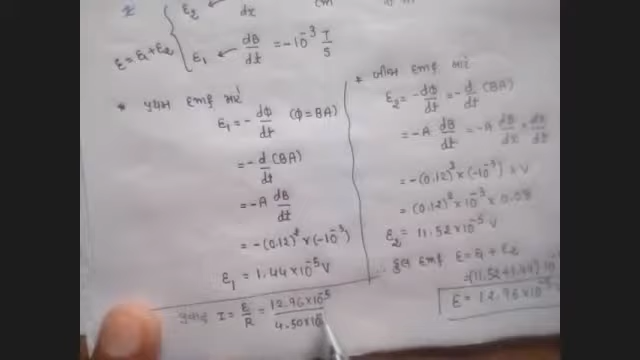 ε₂ ← dx
ε = ε₁ + ε₂
ε₁ ← dB/dt = -10⁻³ T/s
* પ્રથમ emf માટે
ε₁ = - dΦ/dt (Φ = BA)
= - d/dt (BA)
= -A dB/dt
= -(0.12)² × (-10⁻³)
ε₁ = 1.44 × 10⁻⁵ V
* બીજા emf માટે
ε₂ = - dΦ/dt = - d/dt (BA)
= -A dB/dt = -A dB/dx × dx/dt
= -(0.12)² × (-10⁻³) × V
= (0.12)² × 10⁻³ × 0.08
ε₂ = 11.52 × 10⁻⁵ V
કુલ emf ε = ε₁ + ε₂
= (11.52 + 1.44) 10
ε = 12.96 × 10⁻⁵
I = ε/R = 12.96 × 10⁻⁵ / 4.50 × 10